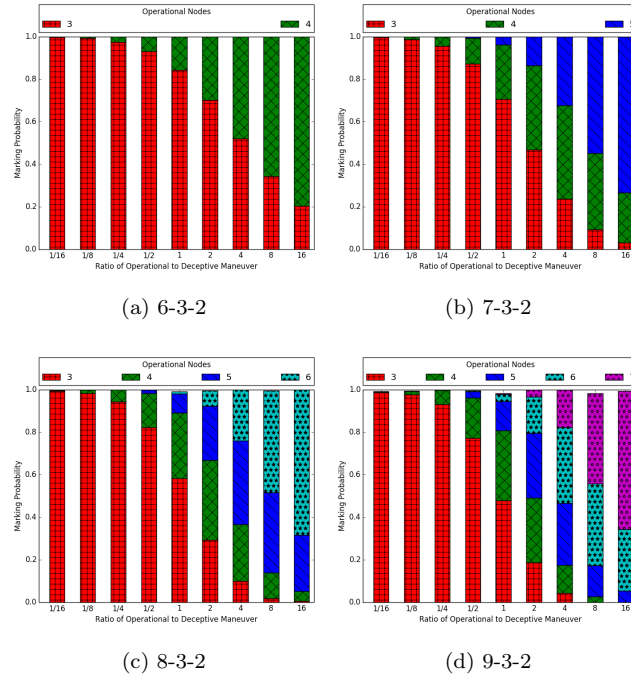 Operational Nodes
3 4
Marking Probability
1.0
0.8
0.6
0.4
0.2
0.0
1/16 1/8 1/4 1/2 1 2 4 8 16
Ratio of Operational to Deceptive Maneuver
(a) 6-3-2
Operational Nodes
3 4
Marking Probability
1.0
0.8
0.6
0.4
0.2
0.0
1/16 1/8 1/4 1/2 1 2 4 8 16
Ratio of Operational to Deceptive Maneuver
(b) 7-3-2
Operational Nodes
3 4 5 6
Marking Probability
1.0
0.8
0.6
0.4
0.2
0.0
1/16 1/8 1/4 1/2 1 2 4 8 16
Ratio of Operational to Deceptive Maneuver
(c) 8-3-2
Operational Nodes
3 4 5 6
Marking Probability
1.0
0.8
0.6
0.4
0.2
0.0
1/16 1/8 1/4 1/2 1 2 4 8 16
Ratio of Operational to Deceptive Maneuver
(d) 9-3-2